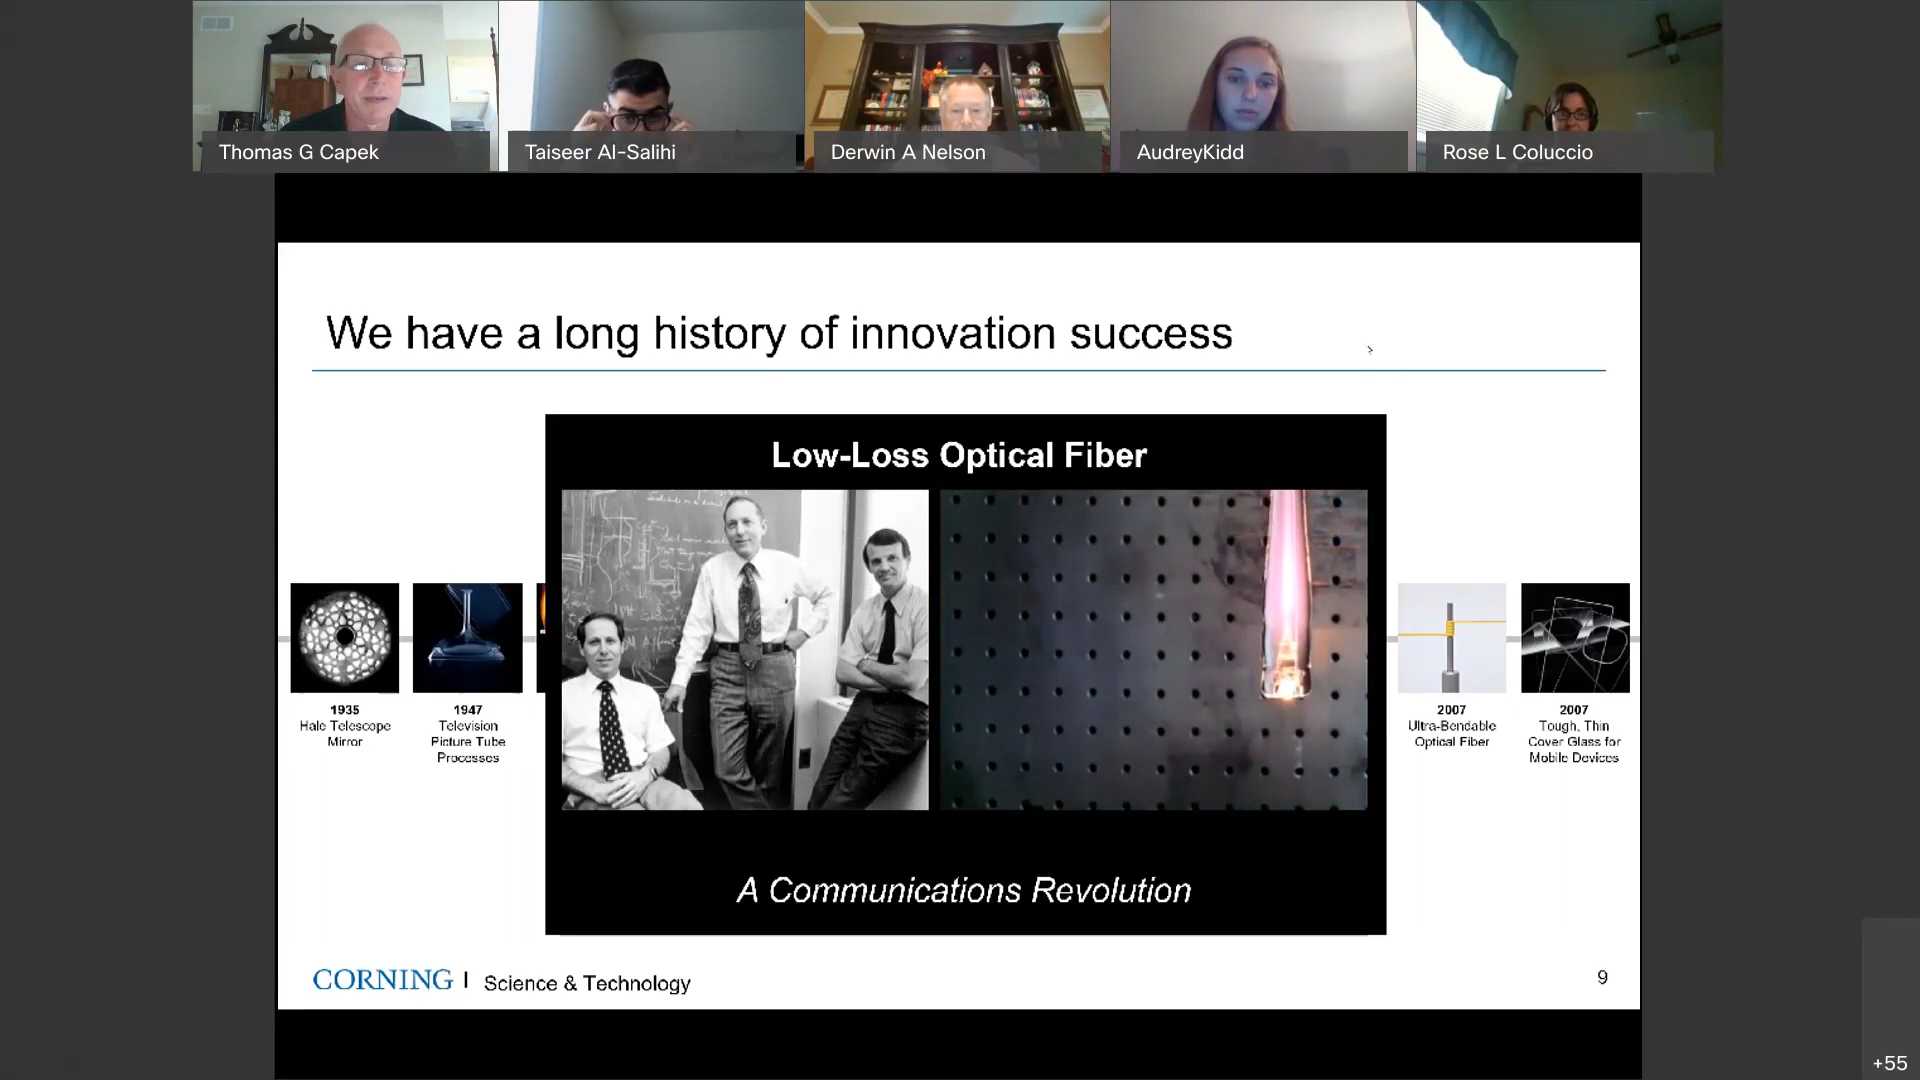 Thomas G Capek
Taiseer Al-Salihi
Derwin A Nelson
AudreyKidd
Rose L Coluccio
We have a long history of innovation success
Low-Loss Optical Fiber
1935
Hale Telescope
Mirror
1947
Television
Picture Tube
Processes
2007
Ultra-Bendable
Optical Fiber
2007
Tough, Thin
Cover Glass for
Mobile Devices
A Communications Revolution
CORNING | Science & Technology
9
+55